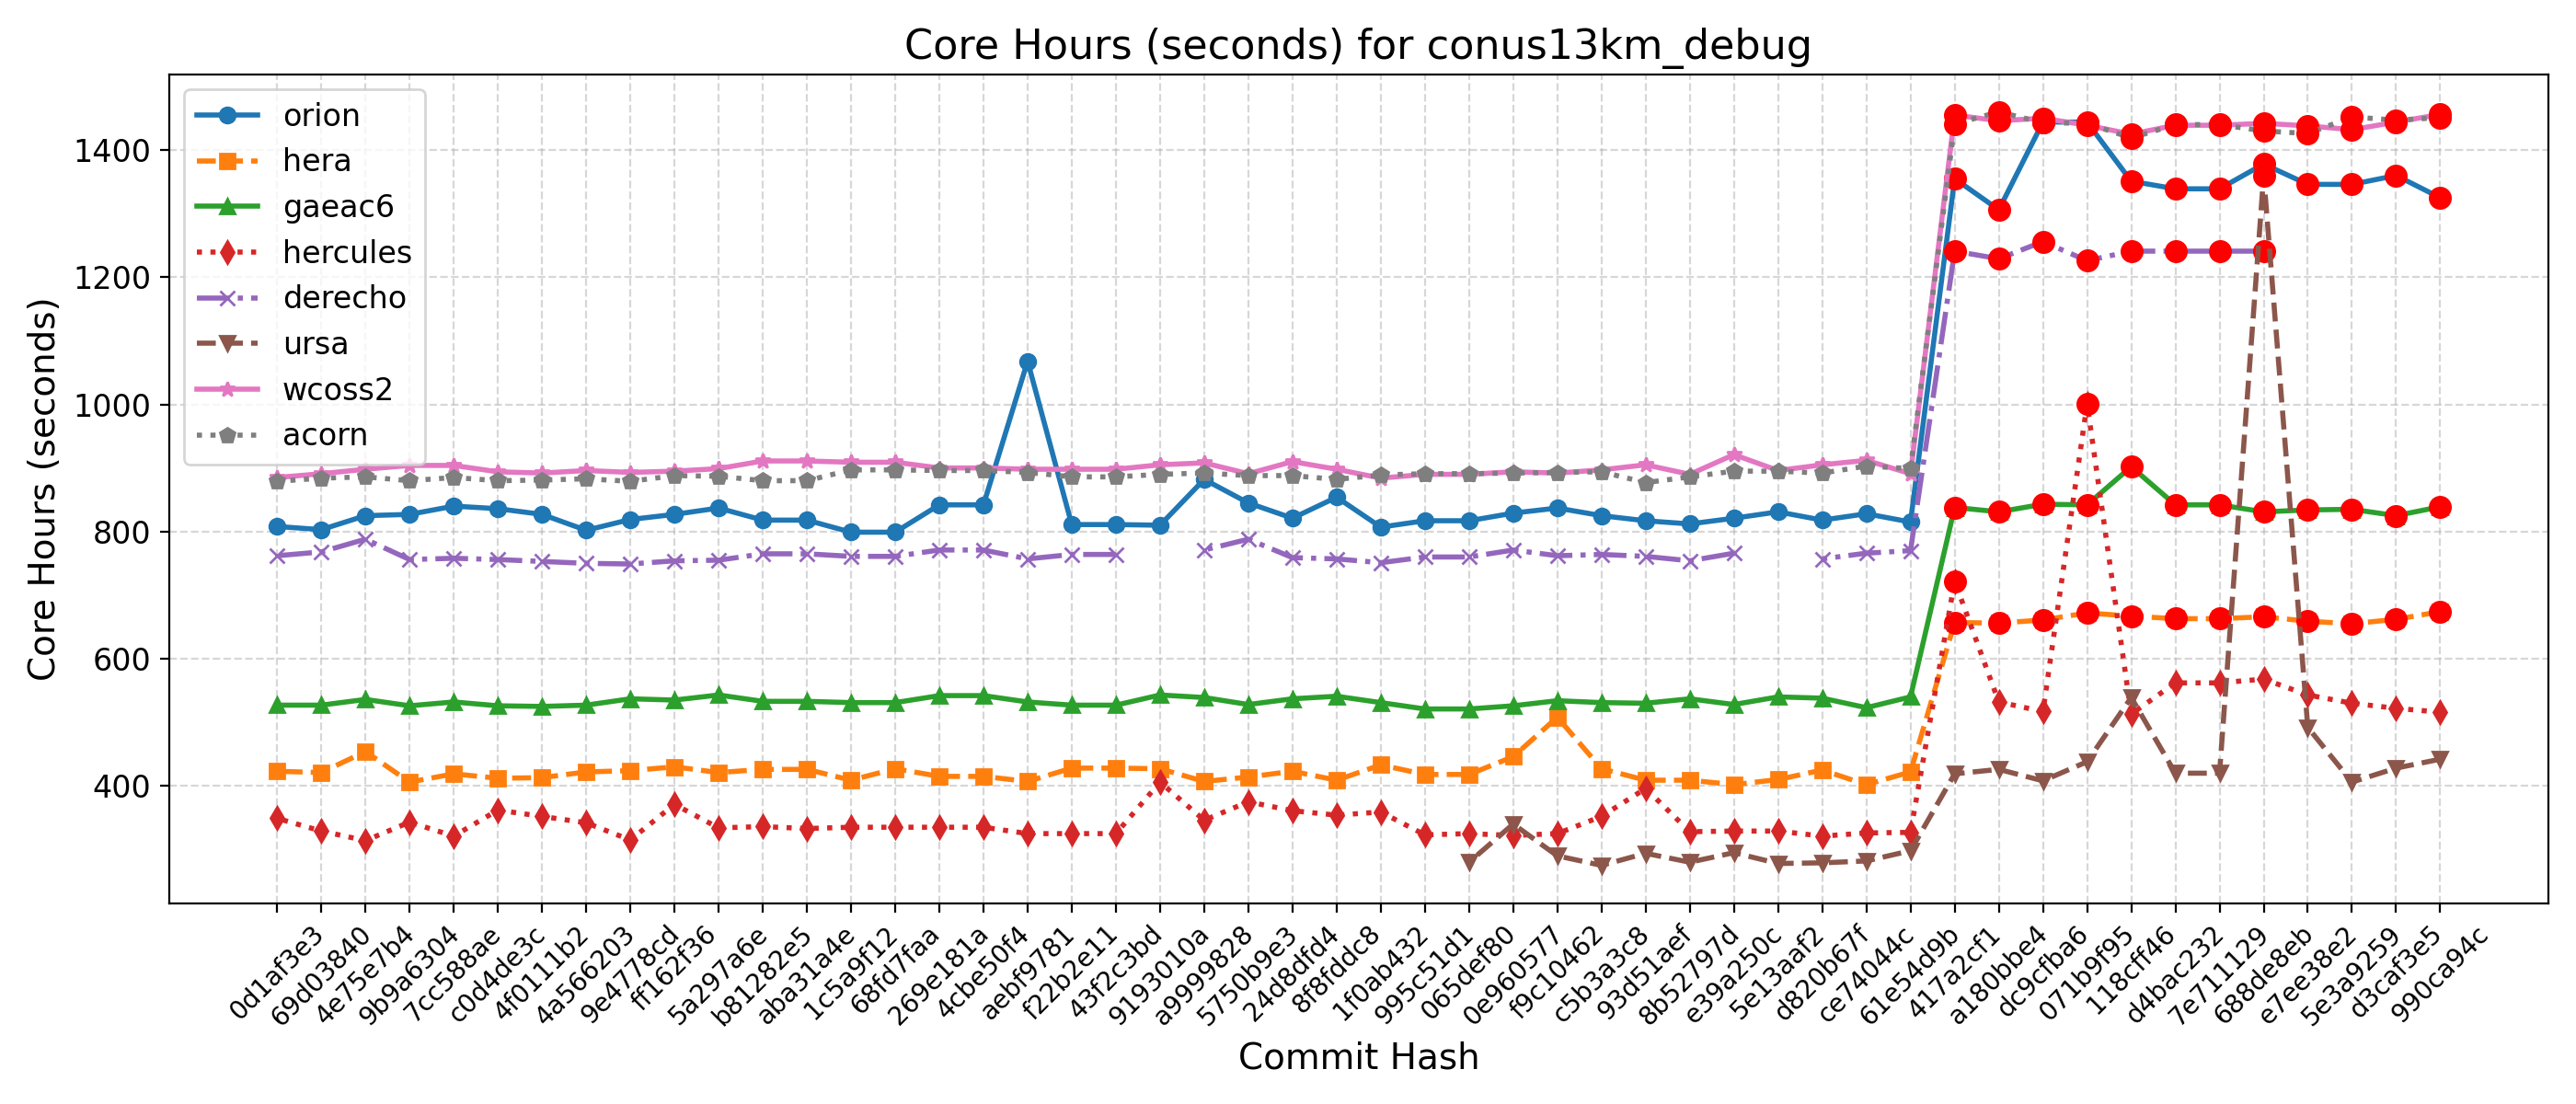 Core Hours (seconds) for conus13km_debug
orion
hera
gaeac6
hercules
derecho
ursa
wcoss2
acorn
Core Hours (seconds)
1400
1200
1000
800
600
400
0d1af3e3
69d03840
4e75e7b4
9b9a6304
7cc588ae
c0d4de3c
4f0111b2
4a566203
9e4778cd
ff162f36
5a297a6e
b81282e5
aba31a4e
1c5a9f12
68fd7faa
269e181a
4cbe50f4
aebf9781
f22b2e11
43f2c3bd
9193010a
a9999828
5750b9e3
24d8dfd4
8f8fddc8
1f0ab432
995c51d1
065def80
0e960577
f9c10462
c5b3a3c8
93d51aef
8b52797d
e39a250c
5e13aaf2
d820b67f
ce74044c
61e54d9b
417a2cf1
a180bbe4
dc9cfba6
071b9f95
118cff46
d4bac232
7e711129
688de8eb
e7ee38e2
5e3a9259
d3caf3e5
990ca94c
Commit Hash